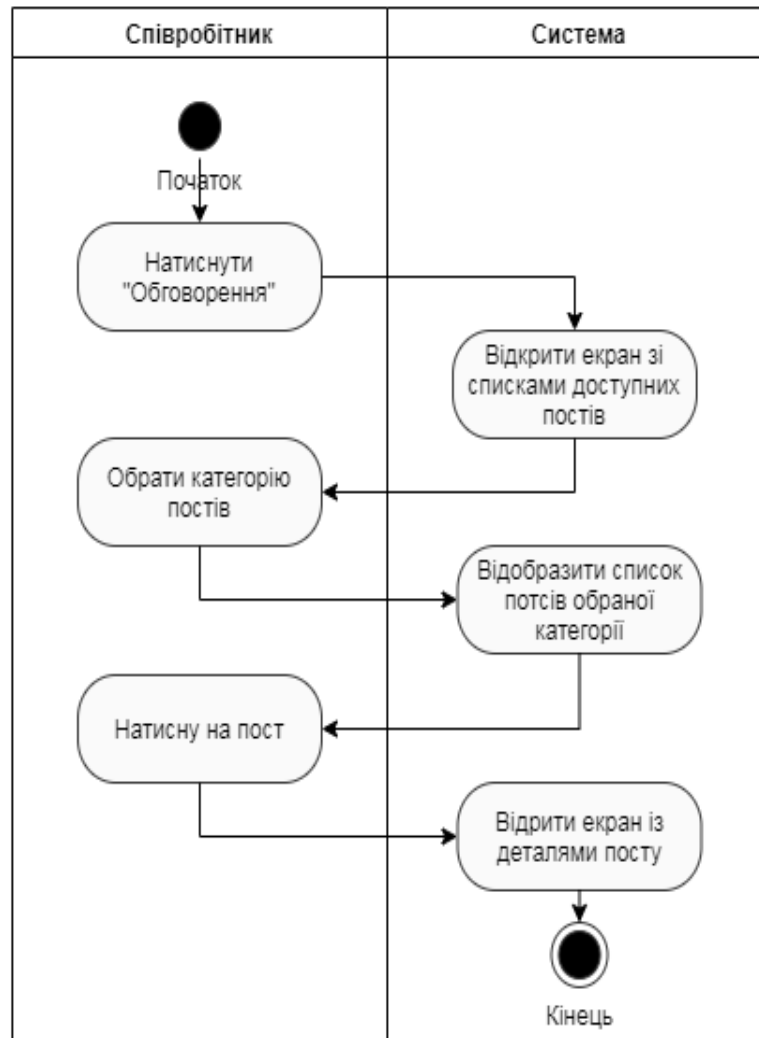 Співробітник
Система
Початок
Натиснути
"Обговорення"
Відкрити екран зі
списками доступних
постів
Обрати категорію
постів
Відобразити список
потсів обраної
категорії
Натисну на пост
Відрити екран із
деталями посту
Кінець